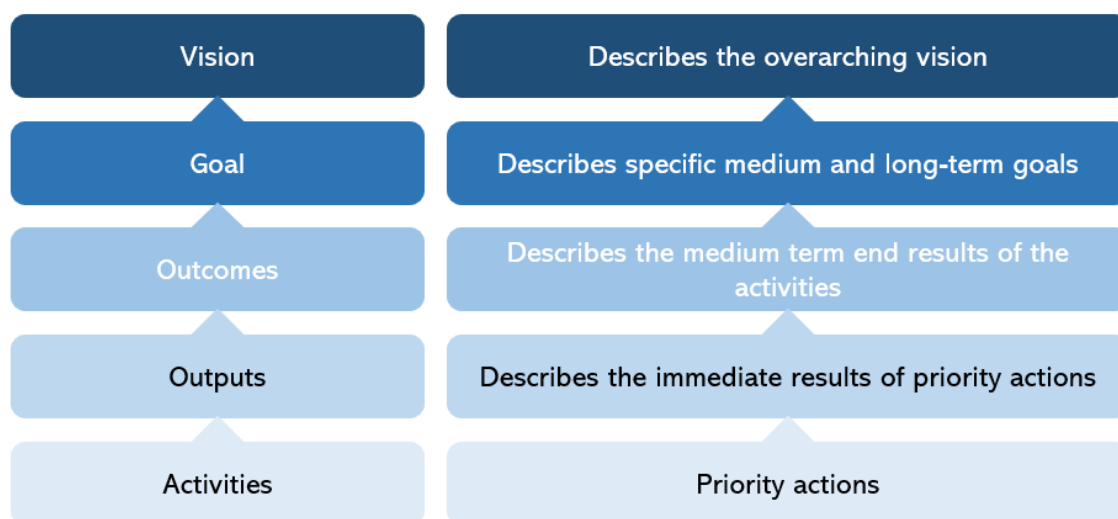 Vision
Describes the overarching vision
Goal
Describes specific medium and long-term goals
Outcomes
Describes the medium term end results of the
activities
Outputs
Describes the immediate results of priority actions
Activities
Priority actions